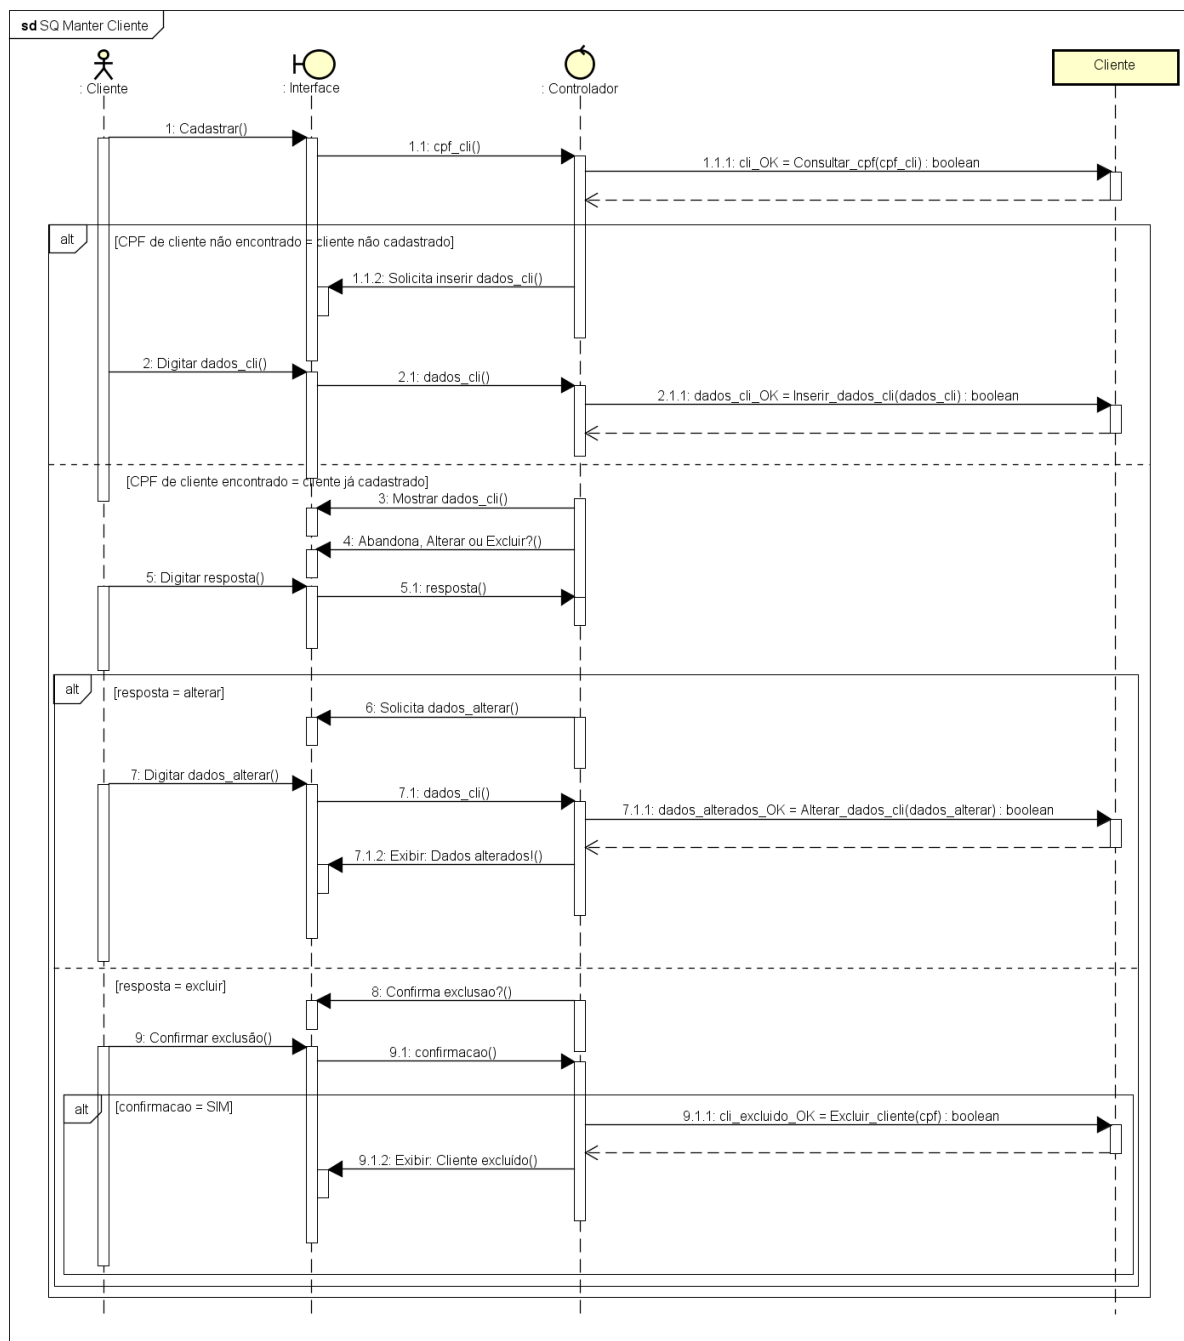 sd SQ Manter Cliente
: Cliente
: Interface
: Controlador
Cliente
1: Cadastrar()
1.1: cpf_cli()
1.1.1: cli_OK = Consultar_cpf(cpf_cli) : boolean
alt
[CPF de cliente não encontrado = cliente não cadastrado]
1.1.2: Solicita inserir dados_cli()
2: Digitar dados_cli()
2.1: dados_cli()
2.1.1: dados_cli_OK = Inserir_dados_cli(dados_cli) : boolean
[CPF de cliente encontrado = cliente já cadastrado]
3: Mostrar dados_cli()
4: Abandona, Alterar ou Excluir?()
5: Digitar resposta()
5.1: resposta()
alt
[resposta = alterar]
6: Solicita dados_alterar()
7: Digitar dados_alterar()
7.1: dados_cli()
7.1.1: dados_alterados_OK = Alterar_dados_cli(dados_alterar) : boolean
7.1.2: Exibir: Dados alterados!()
[resposta = excluir]
8: Confirma exclusao?()
9: Confirmar exclusão()
9.1: confirmacao()
alt
[confirmacao = SIM]
9.1.1: cli_excluido_OK = Excluir_cliente(cpf) : boolean
9.1.2: Exibir: Cliente excluído()